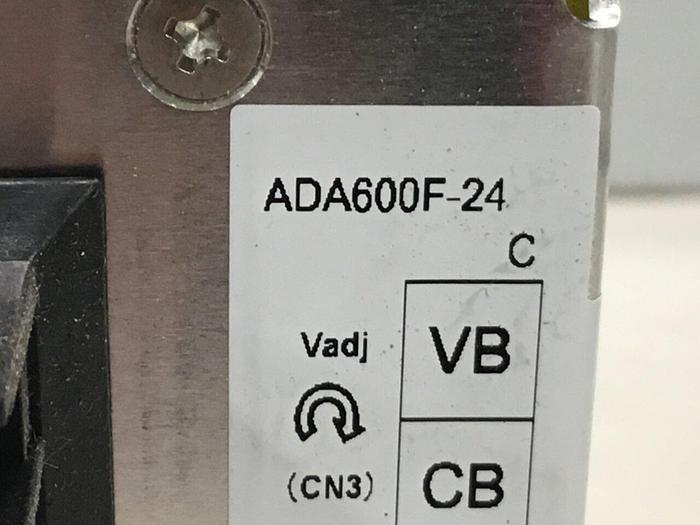 ADA600F-24
C
Vadj
VB
(CN3)
CB